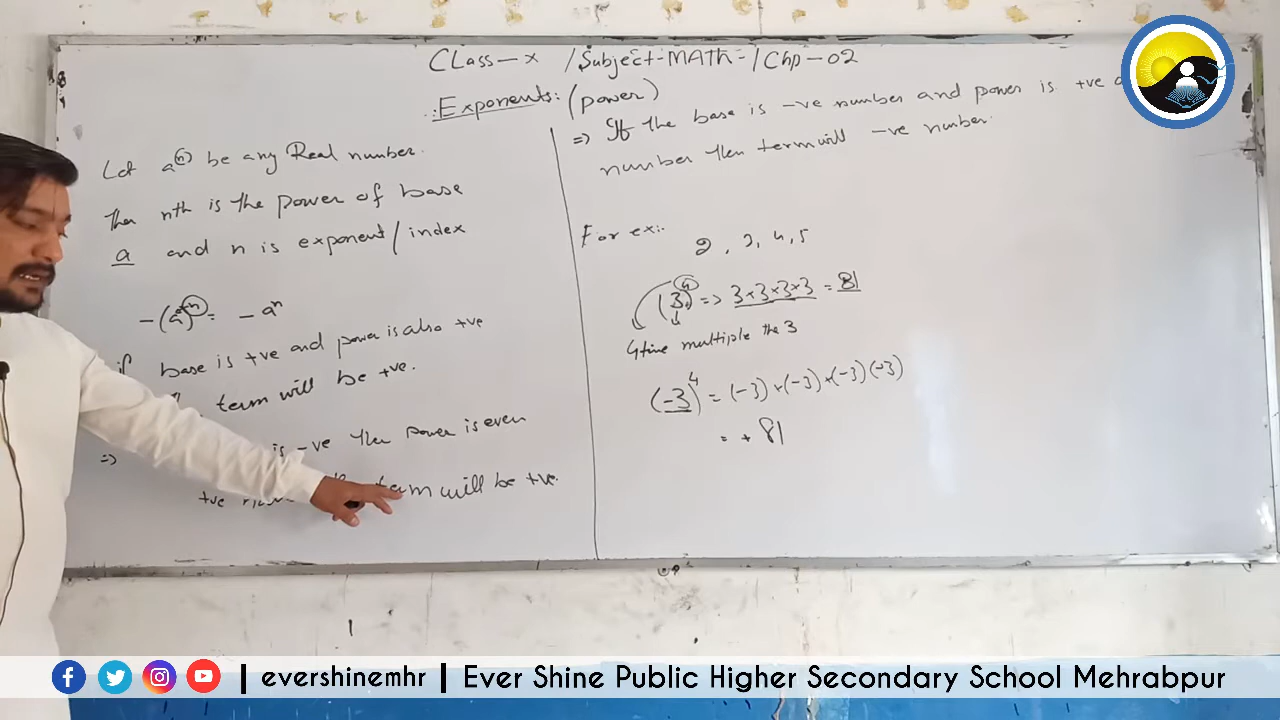 Class-X /Subject-MATH-/Chp-02
Exponents: (power)
Let a^n be any Real number.
Then nth is the power of base
a and n is exponent/index
-(a^n) = -a^n
if base is +ve and power is also +ve
term will be +ve.
=> is -ve then power is even
+ve term will be +ve.
=> If the base is -ve number and power is +ve
number then term will -ve number.
For ex:-
2, 3, 4, 5
(3)^4 => 3×3×3×3 = 81
4time multiple the 3
(-3)^4 = (-3)×(-3)×(-3)(-3)
= + 81
evershinemhr | Ever Shine Public Higher Secondary School Mehrabpur